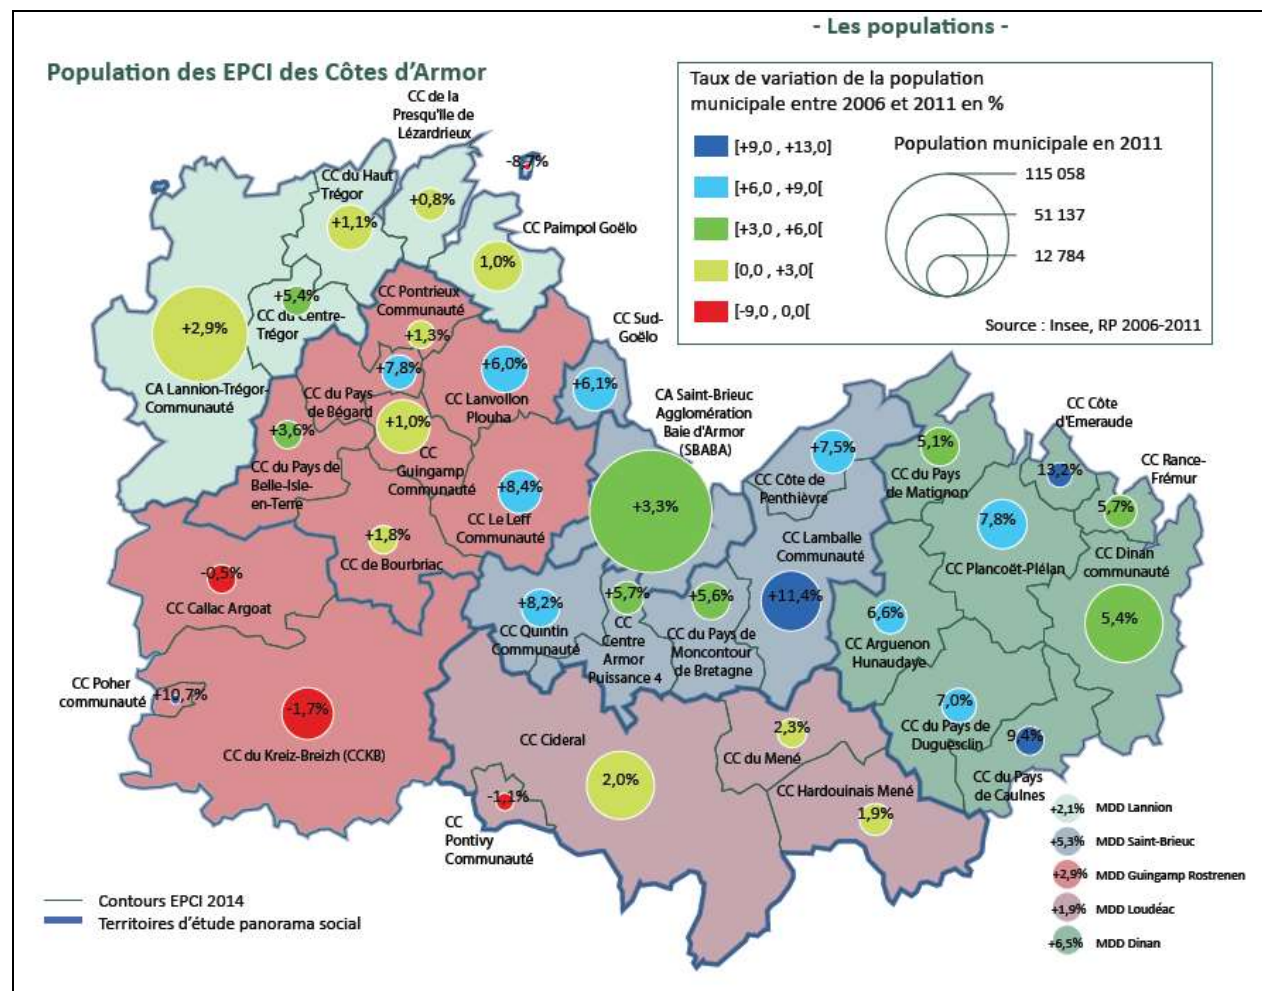 - Les populations -
Population des EPCI des Côtes d'Armor
Taux de variation de la population
municipale entre 2006 et 2011 en %
[+9,0 , +13,0]
[+6,0 , +9,0[
[+3,0 , +6,0[
[0,0 , +3,0[
[-9,0 , 0,0[
Population municipale en 2011
115 058
51 137
12 784
Source : Insee, RP 2006-2011
CC de la
Presqu'île de
Lézardrieux
-8,7%
CC du Haut
Trégor
+0,8%
+1,1%
CC Paimpol Goëlo
1,0%
+5,4%
CC du Centre-
Trégor
CC Pontrieux
Communauté
+1,3%
+2,9%
CA Lannion-Trégor-
Communauté
CC Sud-
Goëlo
+6,1%
+7,8%
CC du Pays
de Bégard
+6,0%
CC Lanvollon
Plouha
+3,6%
CC du Pays de
Belle-Isle-
en-Terre
+1,0%
CC
Guingamp
Communauté
CA Saint-Brieuc
Agglomération
Baie d'Armor
(SBABA)
+3,3%
+8,4%
CC Le Leff
Communauté
+7,5%
CC Côte de
Penthièvre
5,1%
CC du Pays
de Matignon
CC Côte
d'Emeraude
13,2%
CC Rance-
Frémur
5,7%
7,8%
CC Plancoët-Plélan
CC Dinan
communauté
5,4%
+1,8%
CC de Bourbriac
-0,5%
CC Callac Argoat
CC Lamballe
Communauté
+11,4%
+8,2%
CC Quintin
Communauté
+5,7%
CC
Centre
Armor
Puissance 4
+5,6%
CC du Pays de
Moncontour
de Bretagne
6,6%
CC Arguenon
Hunaudaye
CC Poher
communauté
+10,7%
-1,7%
CC du Kreiz-Breizh (CCKB)
7,0%
CC du Pays de
Duguesclin
9,4%
CC du Pays
de Caulnes
CC Cideral
2,0%
2,3%
CC du Mené
CC Hardouinais Mené
1,9%
-1,1%
CC
Pontivy
Communauté
+2,1% MDD Lannion
+5,3% MDD Saint-Brieuc
+2,9% MDD Guingamp Rostrenen
+1,9% MDD Loudéac
+6,5% MDD Dinan
Contours EPCI 2014
Territoires d'étude panorama social